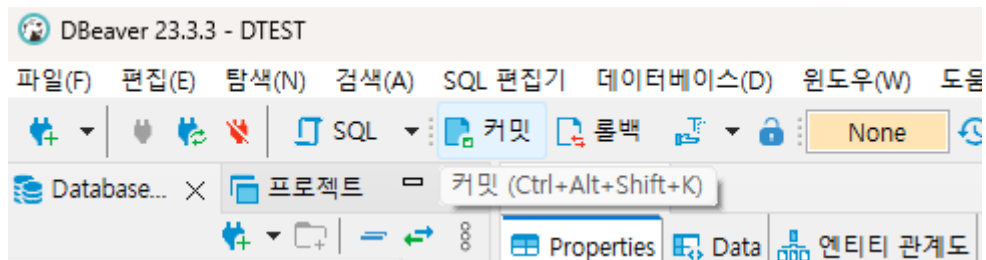 DBeaver 23.3.3 - DTEST
파일(F) 편집(E) 탐색(N) 검색(A) SQL 편집기 데이터베이스(D) 윈도우(W) 도움
SQL 커밋 롤백 None
Database... 프로젝트 커밋 (Ctrl+Alt+Shift+K)
Properties Data 엔티티 관계도